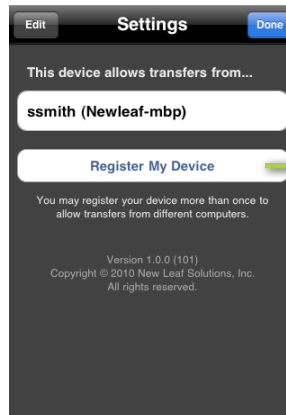 Edit Settings Done
This device allows transfers from...
ssmith (Newleaf-mbp)
Register My Device
You may register your device more than once to
allow transfers from different computers.
Version 1.0.0 (101)
Copyright © 2010 New Leaf Solutions, Inc.
All rights reserved.